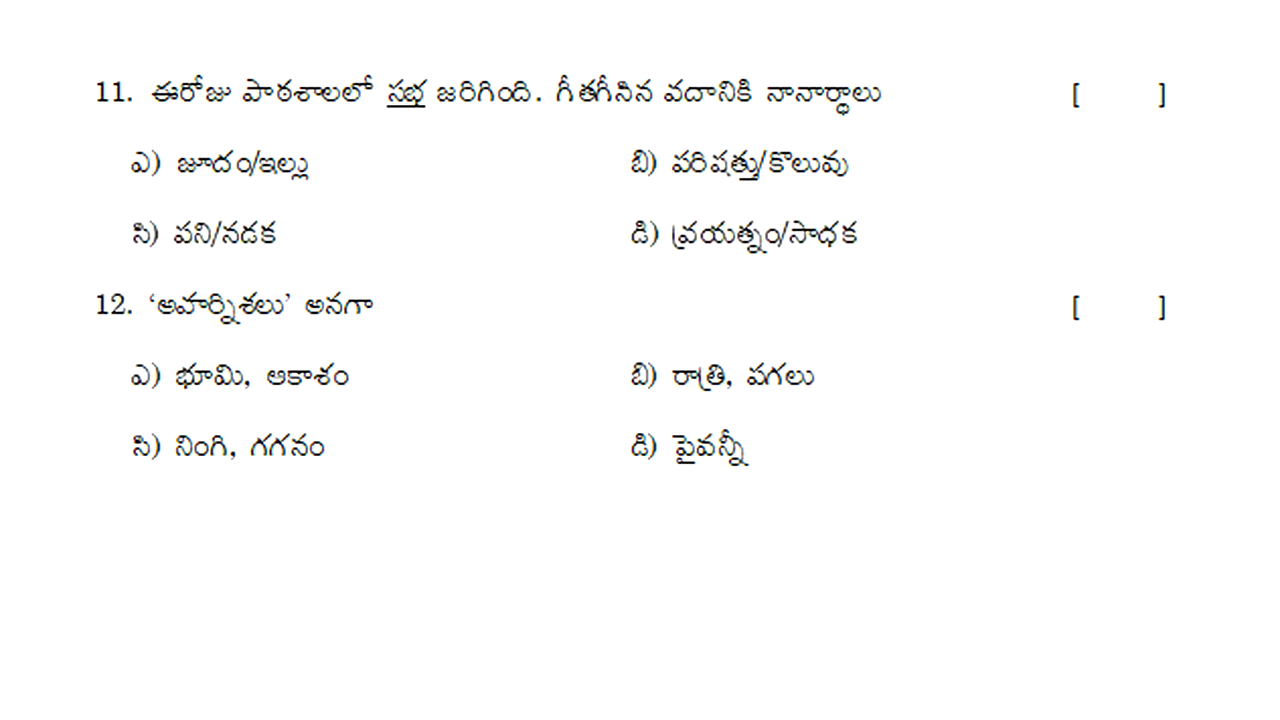 11. ఈరోజు పాఠశాలలో సభ జరిగింది. గీతగీసిన పదానికి నానార్థాలు [ ]
ఎ) జూదం/ఇల్లు బి) పరిషత్తు/కొలువు
సి) పని/నడక డి) ప్రయత్నం/సాధక
12. ‘అహర్నిశలు’ అనగా [ ]
ఎ) భూమి, ఆకాశం బి) రాత్రి, పగలు
సి) నింగి, గగనం డి) పైవన్నీ